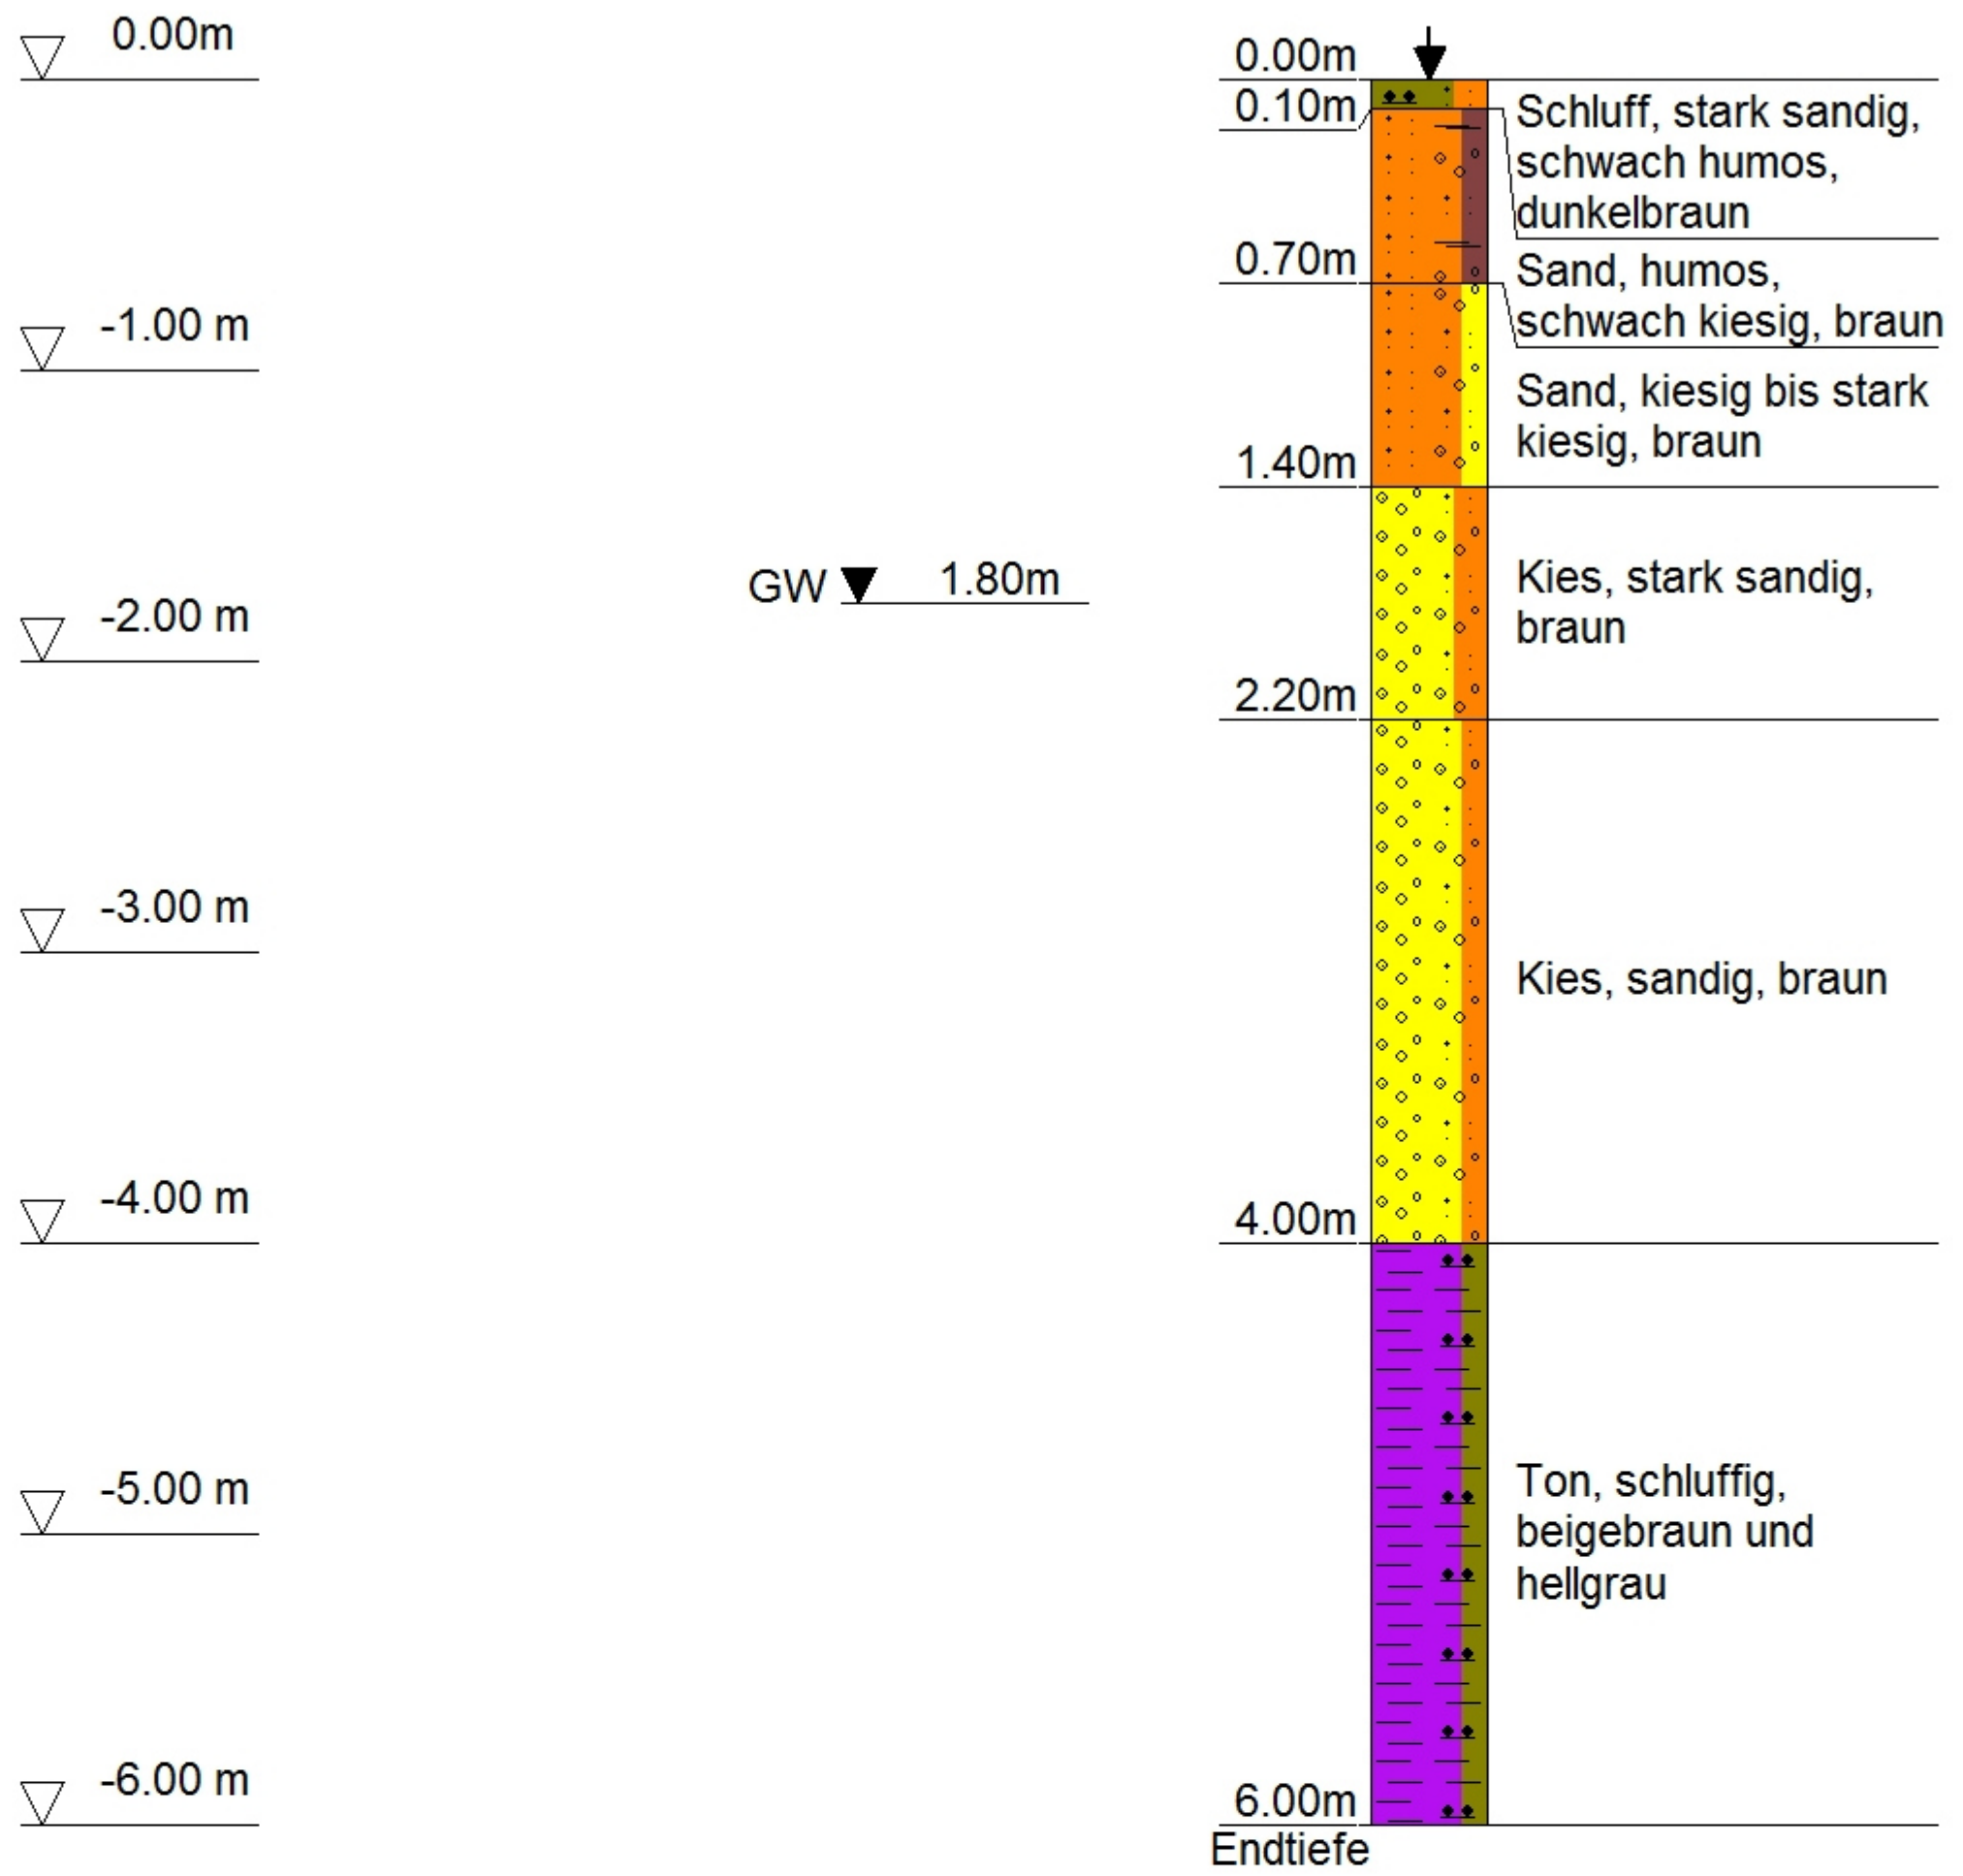 0.00m
-1.00 m
-2.00 m
-3.00 m
-4.00 m
-5.00 m
-6.00 m
GW 1.80m
0.00m
0.10m
0.70m
1.40m
2.20m
4.00m
6.00m
Endtiefe
Schluff, stark sandig,
schwach humos,
dunkelbraun
Sand, humos,
schwach kiesig, braun
Sand, kiesig bis stark
kiesig, braun
Kies, stark sandig,
braun
Kies, sandig, braun
Ton, schluffig,
beigebraun und
hellgrau